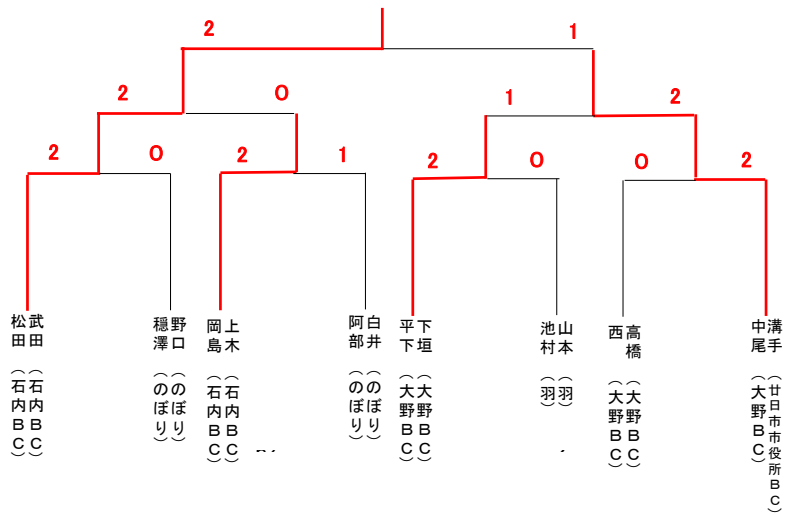 2 1
2 0 1 2
2 0 2 1 2 0 0 2
武田 (石内BC)
松田 (石内BC)
野口 (のぼり)
穏澤 (のぼり)
上木 (石内BC)
岡島 (石内BC)
白井 (のぼり)
阿部 (のぼり)
下垣 (大野BC)
平下 (大野BC)
山本 (羽)
池村 (羽)
高橋 (大野BC)
西 (大野BC)
溝手 (廿日市市役所BC)
中尾 (大野BC)